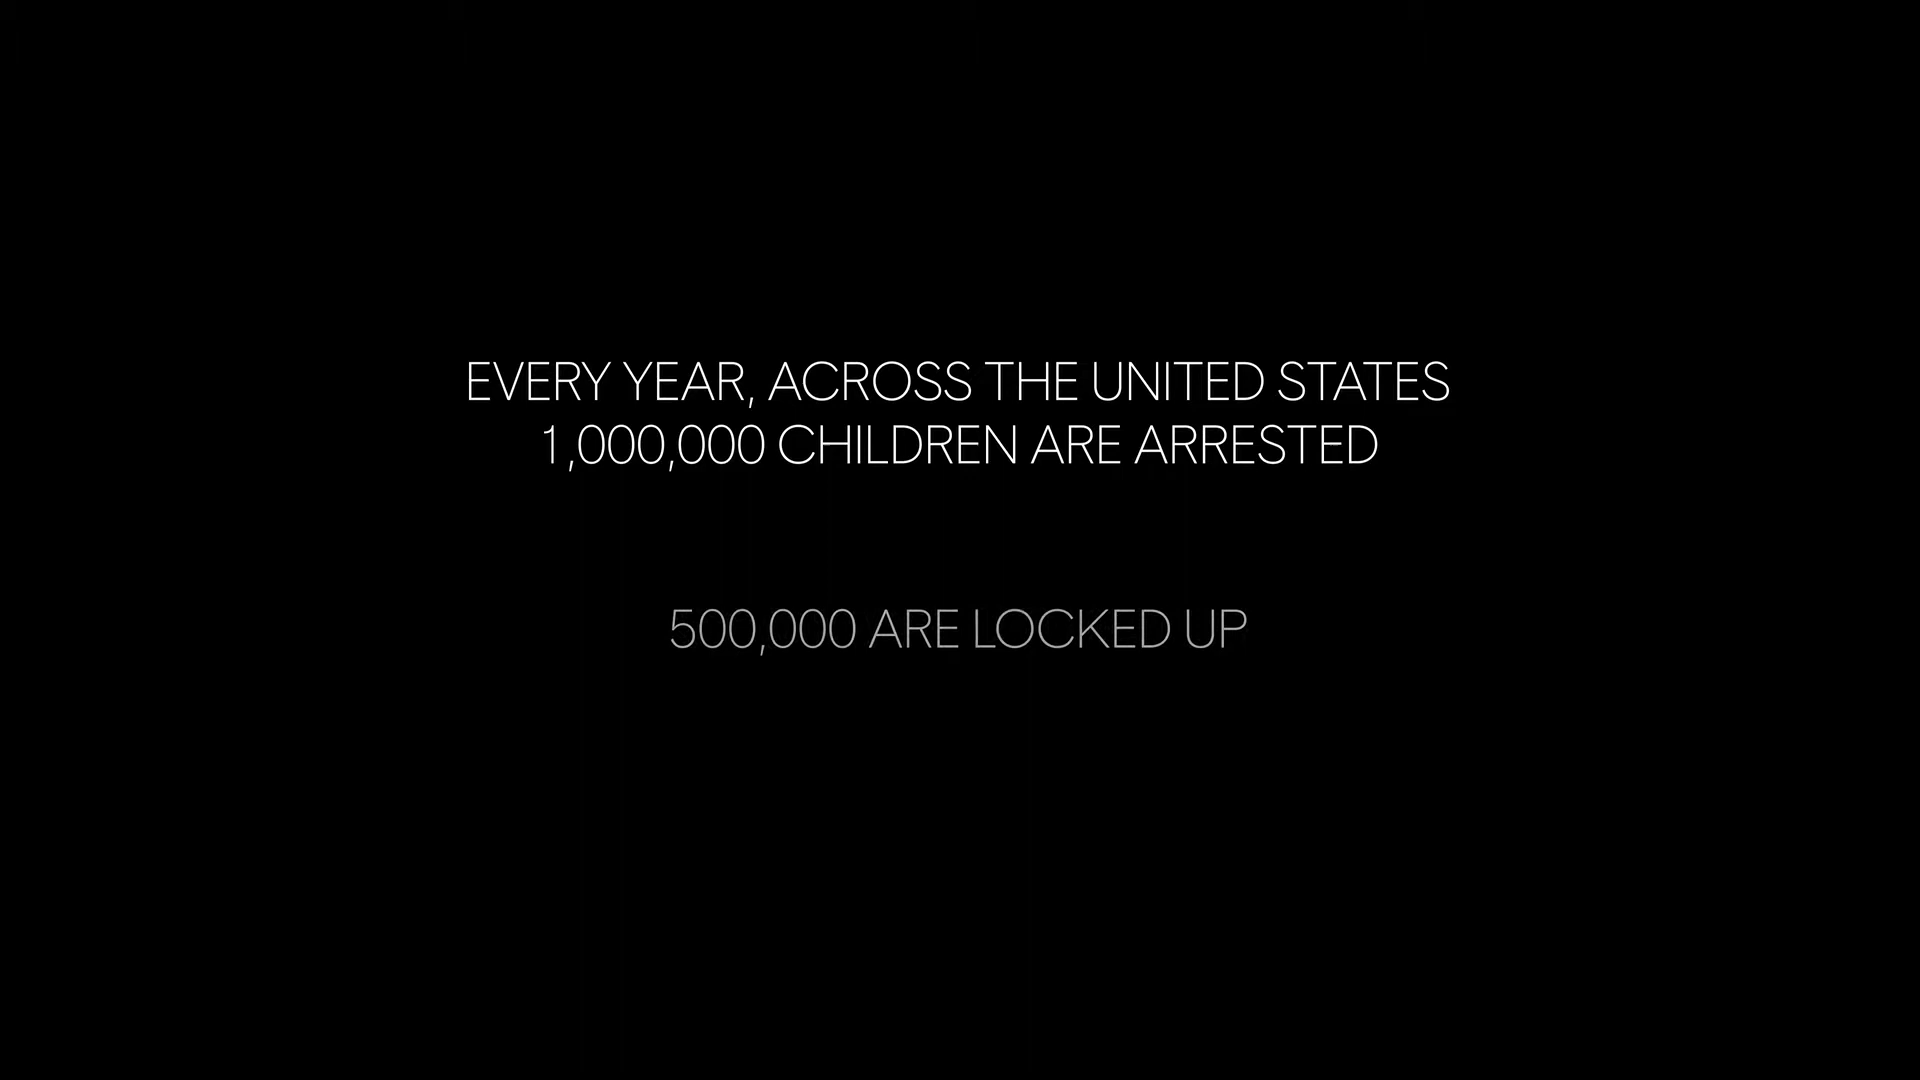 EVERY YEAR, ACROSS THE UNITED STATES
1,000,000 CHILDREN ARE ARRESTED
500,000 ARE LOCKED UP